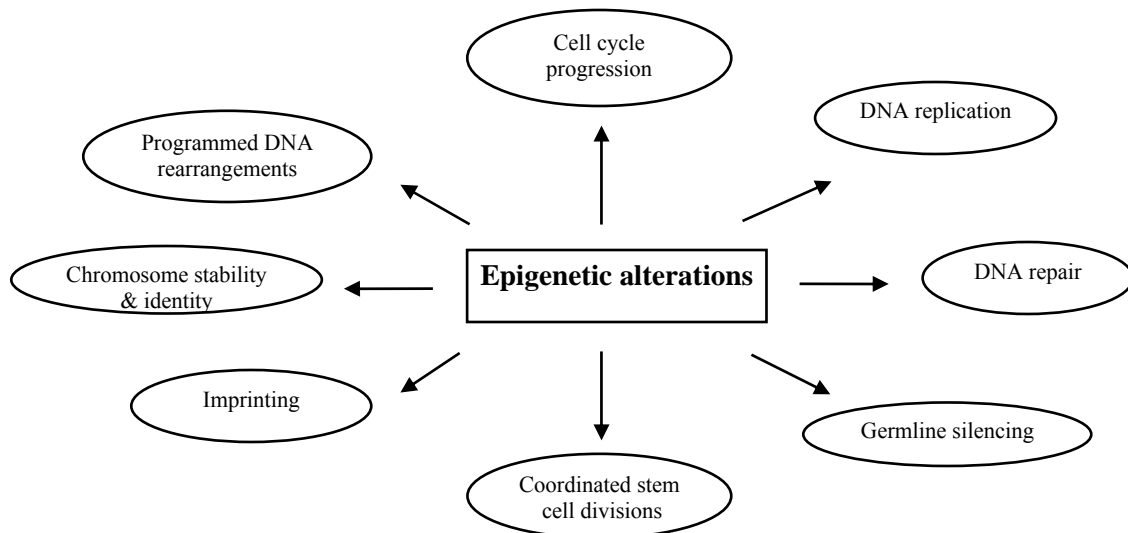 Cell cycle
progression
DNA replication
Programmed DNA
rearrangements
Epigenetic alterations
DNA repair
Chromosome stability
& identity
Imprinting
Germline silencing
Coordinated stem
cell divisions